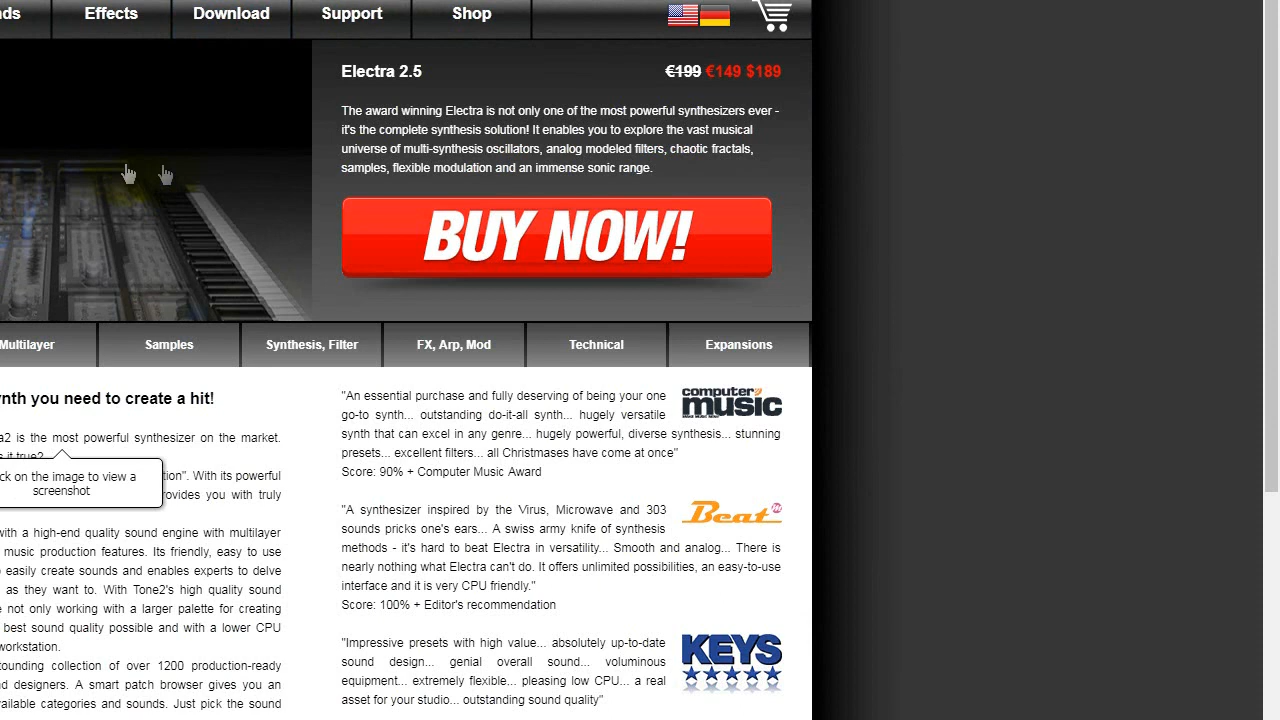 nds Effects Download Support Shop
Electra 2.5 €199 €149 $189
The award winning Electra is not only one of the most powerful synthesizers ever -
it's the complete synthesis solution! It enables you to explore the vast musical
universe of multi-synthesis oscillators, analog modeled filters, chaotic fractals,
samples, flexible modulation and an immense sonic range.
BUY NOW!
Multilayer Samples Synthesis, Filter FX, Arp, Mod Technical Expansions
ynth you need to create a hit!
a2 is the most powerful synthesizer on the market.
s it true?
ck on the image to view a
screenshot
tion". With its powerful
rovides you with truly
with a high-end quality sound engine with multilayer
music production features. Its friendly, easy to use
easily create sounds and enables experts to delve
as they want to. With Tone2's high quality sound
e not only working with a larger palette for creating
best sound quality possible and with a lower CPU
workstation.
tounding collection of over 1200 production-ready
nd designers. A smart patch browser gives you an
vailable categories and sounds. Just pick the sound
"An essential purchase and fully deserving of being your one
go-to synth... outstanding do-it-all synth... hugely versatile
synth that can excel in any genre... hugely powerful, diverse synthesis... stunning
presets... excellent filters... all Christmases have come at once"
Score: 90% + Computer Music Award
computer
music
"A synthesizer inspired by the Virus, Microwave and 303
sounds pricks one's ears... A swiss army knife of synthesis
methods - it's hard to beat Electra in versatility... Smooth and analog... There is
nearly nothing what Electra can't do. It offers unlimited possibilities, an easy-to-use
interface and it is very CPU friendly."
Score: 100% + Editor's recommendation
Beat
"Impressive presets with high value... absolutely up-to-date
sound design... genial overall sound... voluminous
equipment... extremely flexible... pleasing low CPU... a real
asset for your studio... outstanding sound quality"
KEYS